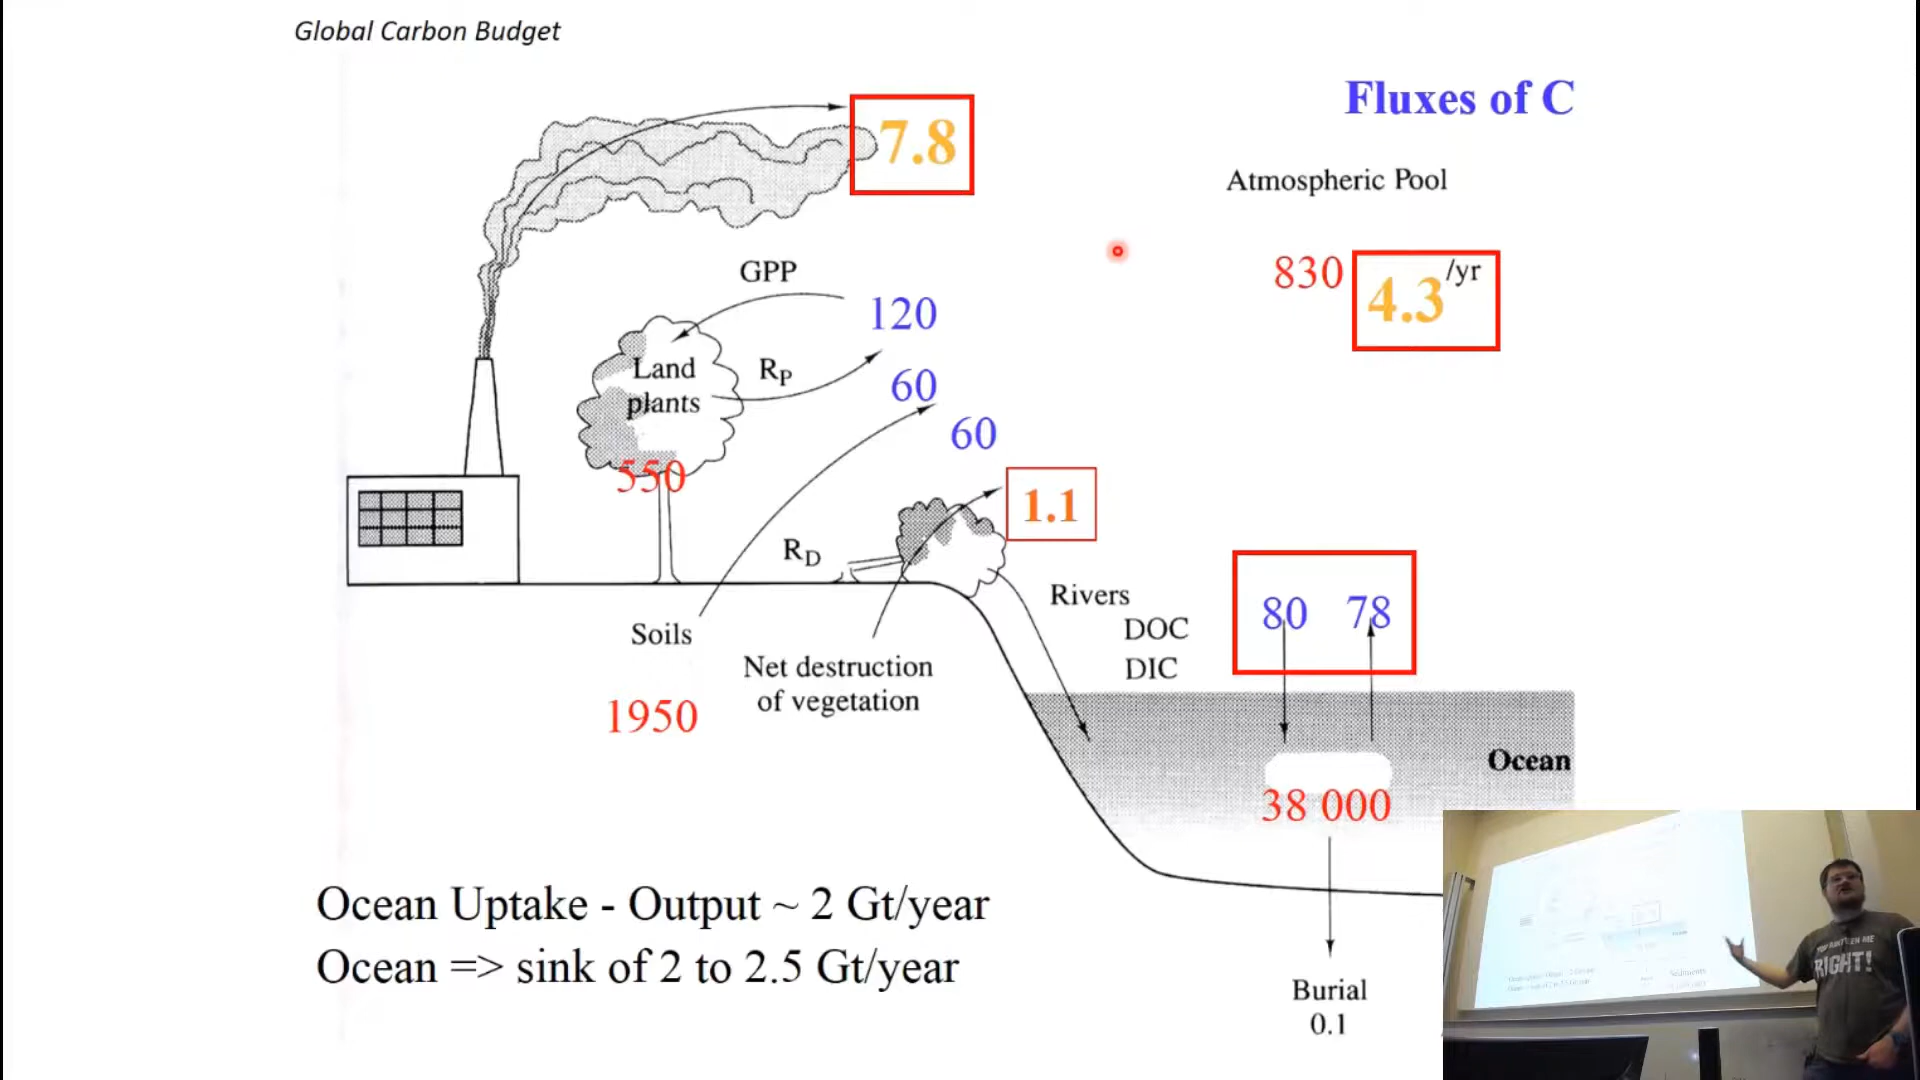 Global Carbon Budget
Fluxes of C
7.8
Atmospheric Pool
830
4.3
/yr
GPP
120
Land
plants
R_P
60
60
550
1.1
R_D
Rivers
DOC
DIC
80 78
Soils
Net destruction
of vegetation
1950
Ocean
38 000
Ocean Uptake - Output ~ 2 Gt/year
Ocean => sink of 2 to 2.5 Gt/year
Burial
0.1
RIGHT!